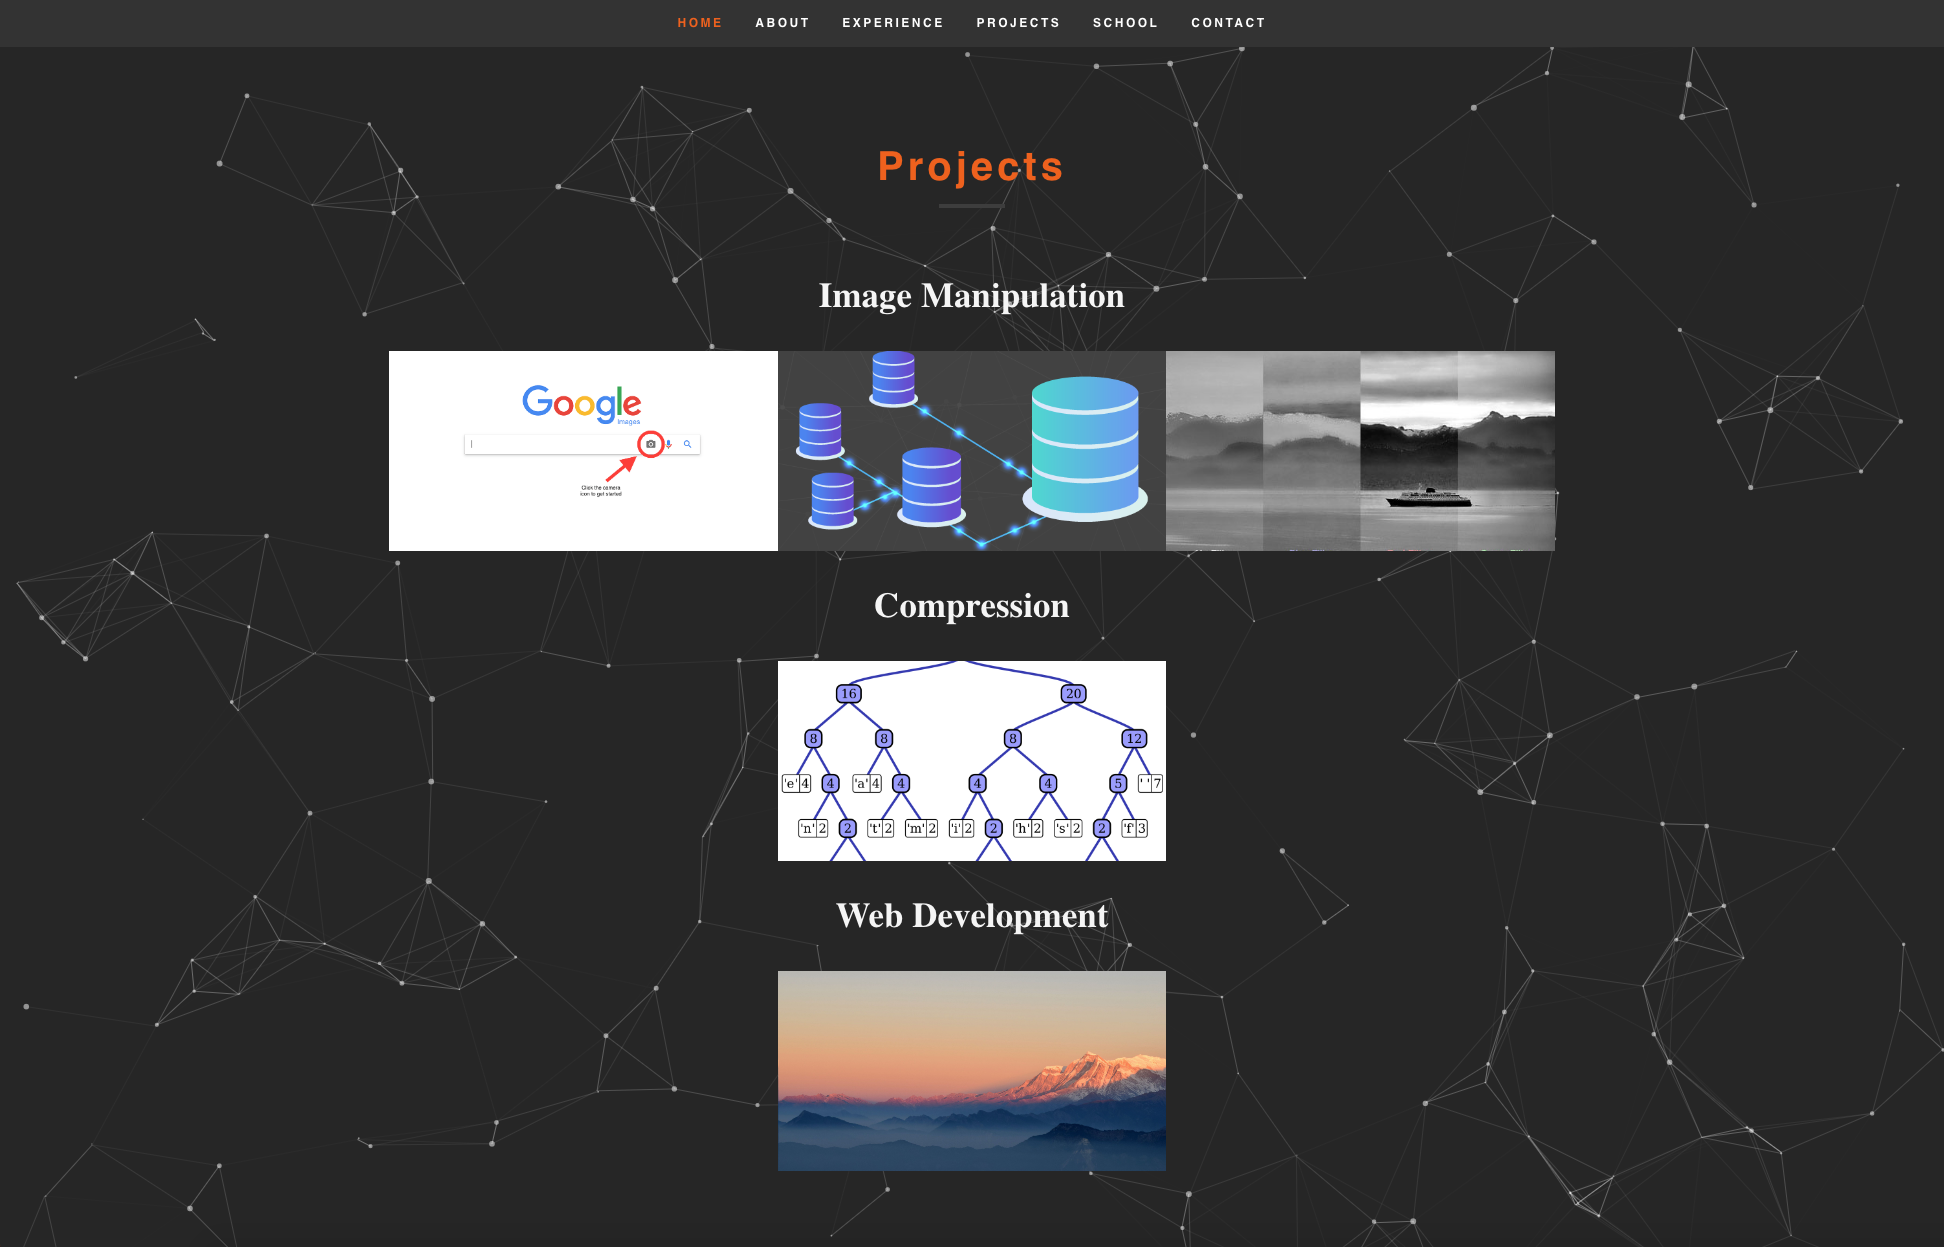 HOME ABOUT EXPERIENCE PROJECTS SCHOOL CONTACT
Projects
Image Manipulation
Google
images
Click the camera
icon to get started
Compression
16 20
8 8 8 12
'e' 4 4 'a' 4 4 4 4 5 ' ' 7
'n' 2 2 't' 2 'm' 2 'i' 2 2 'h' 2 's' 2 2 'f' 3
Web Development